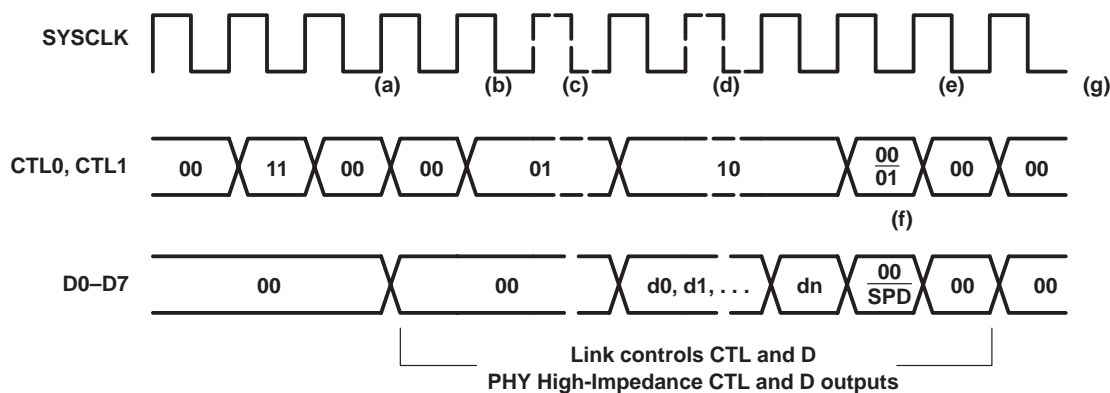 SYSCLK
(a) (b) (c) (d) (e) (g)
CTL0, CTL1 00 11 00 00 01 10 00 00 00
01
(f)
D0–D7 00 00 d0, d1, . . . dn 00 00 00
SPD
Link controls CTL and D
PHY High-Impedance CTL and D outputs